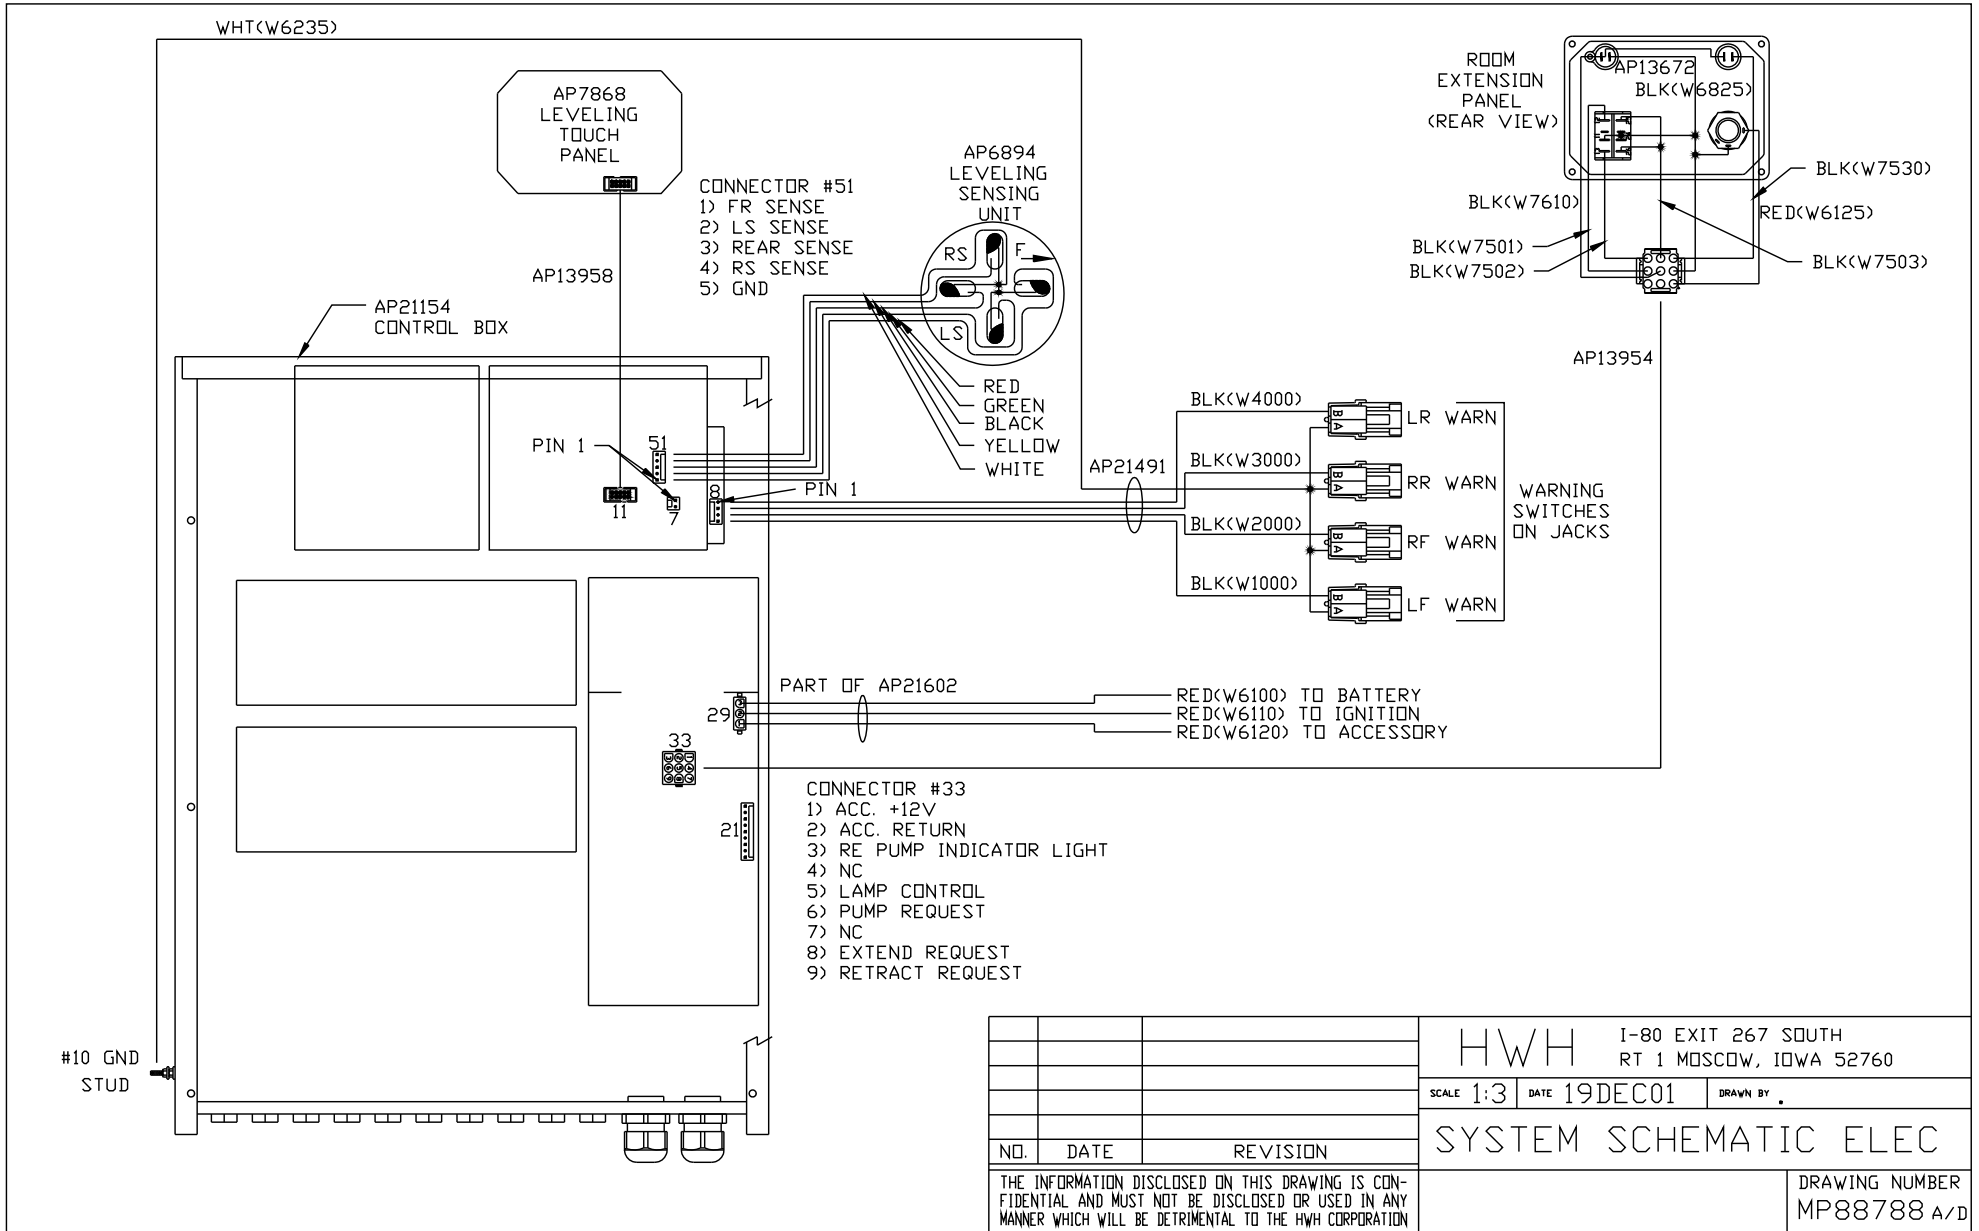 WHT(W6235)
AP7868
LEVELING
TOUCH
PANEL
CONNECTOR #51
1) FR SENSE
2) LS SENSE
3) REAR SENSE
4) RS SENSE
5) GND
AP13958
AP6894
LEVELING
SENSING
UNIT
RS
F
LS
RED
GREEN
BLACK
YELLOW
WHITE
ROOM
EXTENSION
PANEL
(REAR VIEW)
AP13672
BLK(W6825)
BLK(W7530)
BLK(W7610)
RED(W6125)
BLK(W7501)
BLK(W7502)
BLK(W7503)
AP13954
AP21154
CONTROL BOX
PIN 1
51
11
7
8
PIN 1
AP21491
BLK(W4000)
B
A
LR WARN
BLK(W3000)
B
A
RR WARN
BLK(W2000)
B
A
RF WARN
BLK(W1000)
B
A
LF WARN
WARNING
SWITCHES
ON JACKS
PART OF AP21602
29
RED(W6100) TO BATTERY
RED(W6110) TO IGNITION
RED(W6120) TO ACCESSORY
33
CONNECTOR #33
1) ACC. +12V
2) ACC. RETURN
3) RE PUMP INDICATOR LIGHT
4) NC
5) LAMP CONTROL
6) PUMP REQUEST
7) NC
8) EXTEND REQUEST
9) RETRACT REQUEST
21
#10 GND
STUD
HWH
I-80 EXIT 267 SOUTH
RT 1 MOSCOW, IOWA 52760
SCALE 1:3 DATE 19DEC01 DRAWN BY .
SYSTEM SCHEMATIC ELEC
NO. DATE REVISION
THE INFORMATION DISCLOSED ON THIS DRAWING IS CON-
FIDENTIAL AND MUST NOT BE DISCLOSED OR USED IN ANY
MANNER WHICH WILL BE DETRIMENTAL TO THE HWH CORPORATION
DRAWING NUMBER
MP88788 A/D